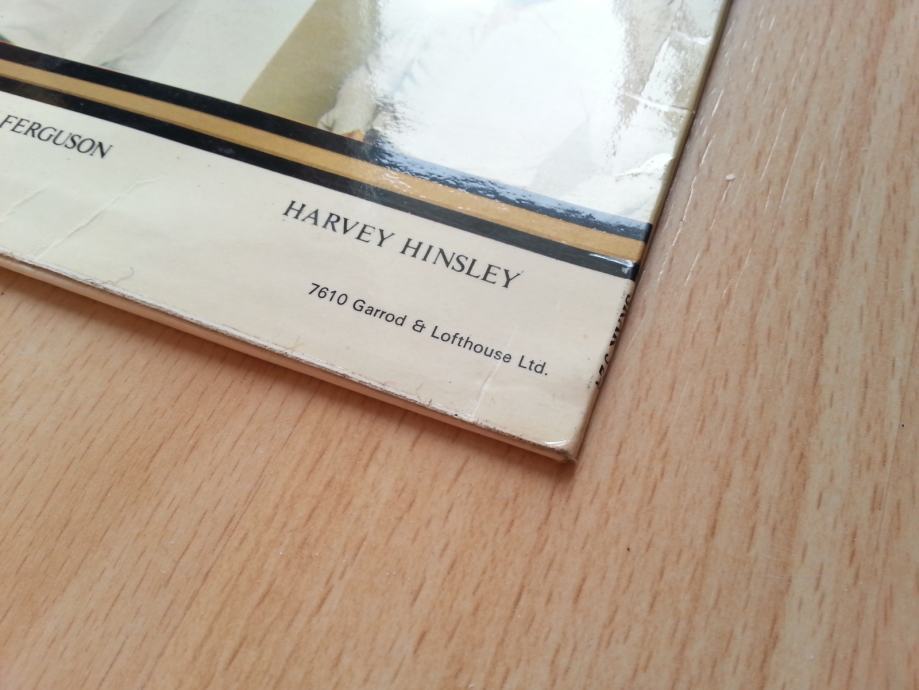 FERGUSON
HARVEY HINSLEY
7610 Garrod & Lofthouse Ltd.